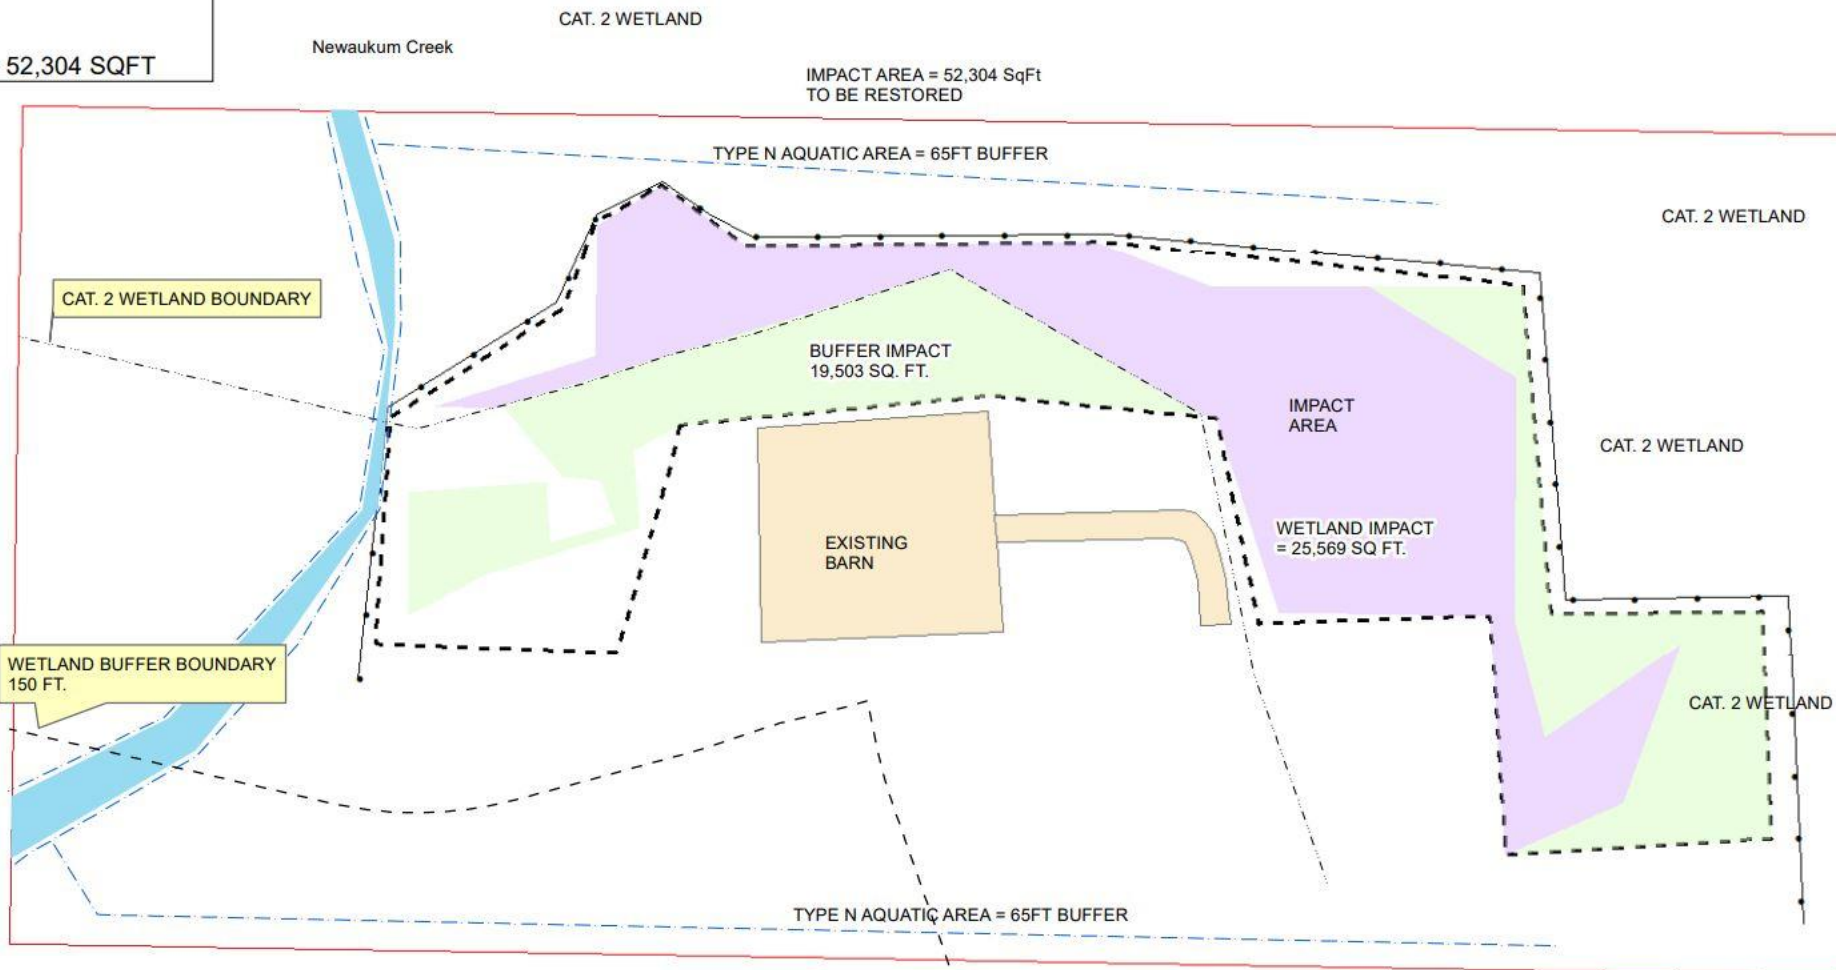 CAT. 2 WETLAND
Newaukum Creek
52,304 SQFT
IMPACT AREA = 52,304 SqFt
TO BE RESTORED
TYPE N AQUATIC AREA = 65FT BUFFER
CAT. 2 WETLAND
CAT. 2 WETLAND BOUNDARY
BUFFER IMPACT
19,503 SQ. FT.
IMPACT
AREA
CAT. 2 WETLAND
WETLAND IMPACT
= 25,569 SQ FT.
EXISTING
BARN
WETLAND BUFFER BOUNDARY
150 FT.
CAT. 2 WETLAND
TYPE N AQUATIC AREA = 65FT BUFFER